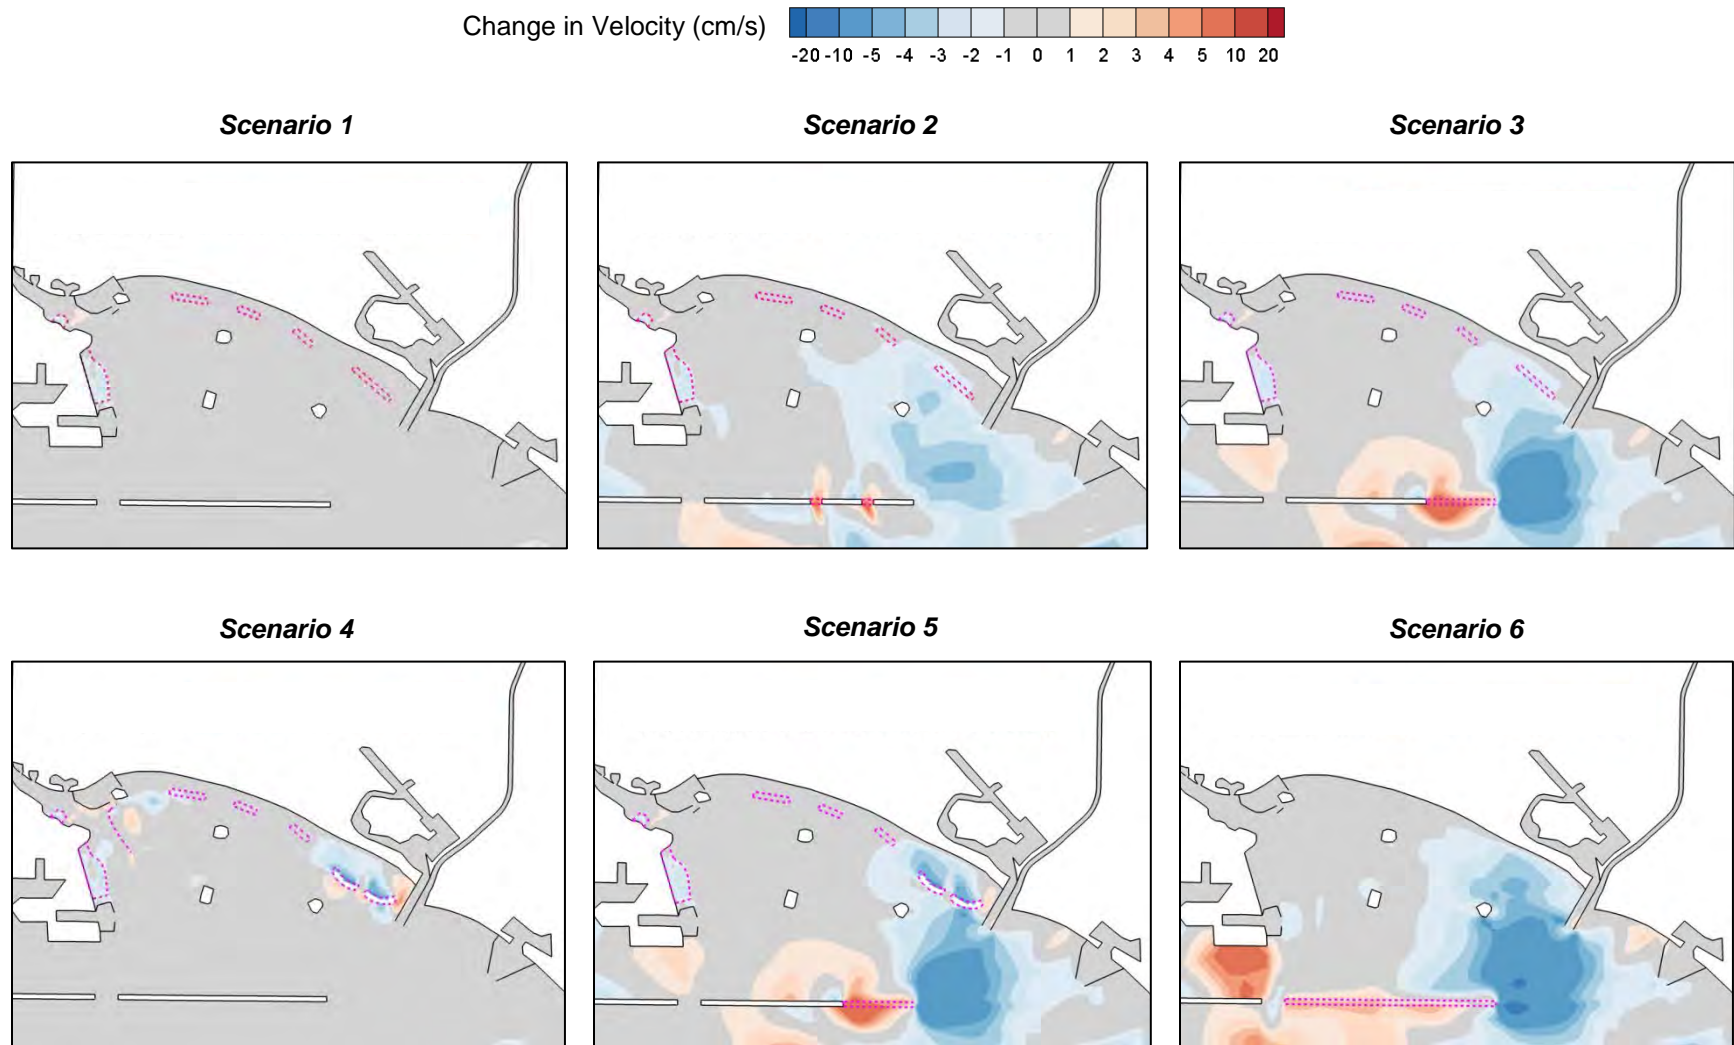 Change in Velocity (cm/s)
-20 -10 -5 -4 -3 -2 -1 0 1 2 3 4 5 10 20
Scenario 1 Scenario 2 Scenario 3
Scenario 4 Scenario 5 Scenario 6